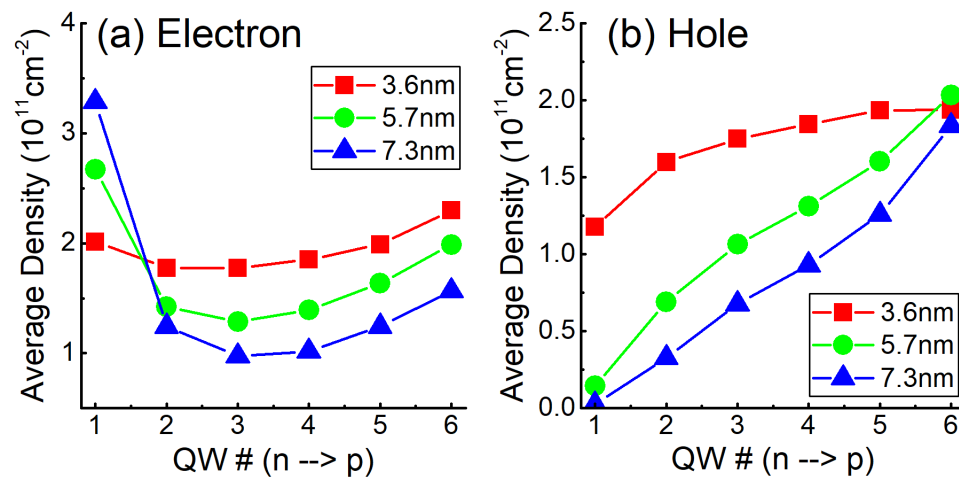 (a) Electron
Average Density (10¹¹cm⁻²)
4
3
2
1
3.6nm
5.7nm
7.3nm
1 2 3 4 5 6
QW # (n --> p)
(b) Hole
Average Density (10¹¹cm⁻²)
2.5
2.0
1.5
1.0
0.5
0.0
3.6nm
5.7nm
7.3nm
1 2 3 4 5 6
QW # (n --> p)